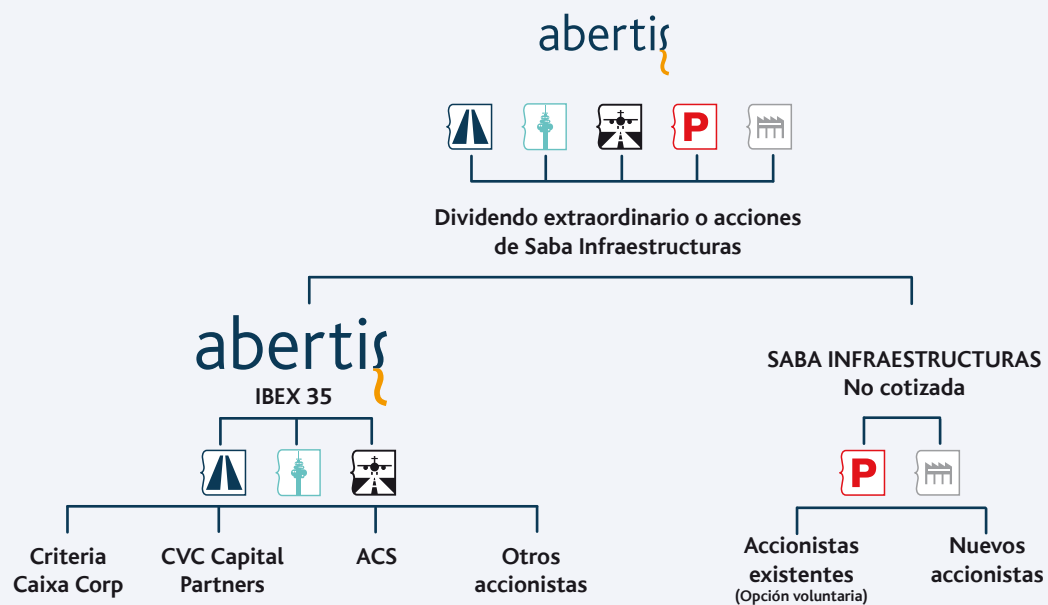 abertis
P
Dividendo extraordinario o acciones
de Saba Infraestructuras
abertis
IBEX 35
SABA INFRAESTRUCTURAS
No cotizada
P
Criteria
Caixa Corp
CVC Capital
Partners
ACS
Otros
accionistas
Accionistas
existentes
(Opción voluntaria)
Nuevos
accionistas